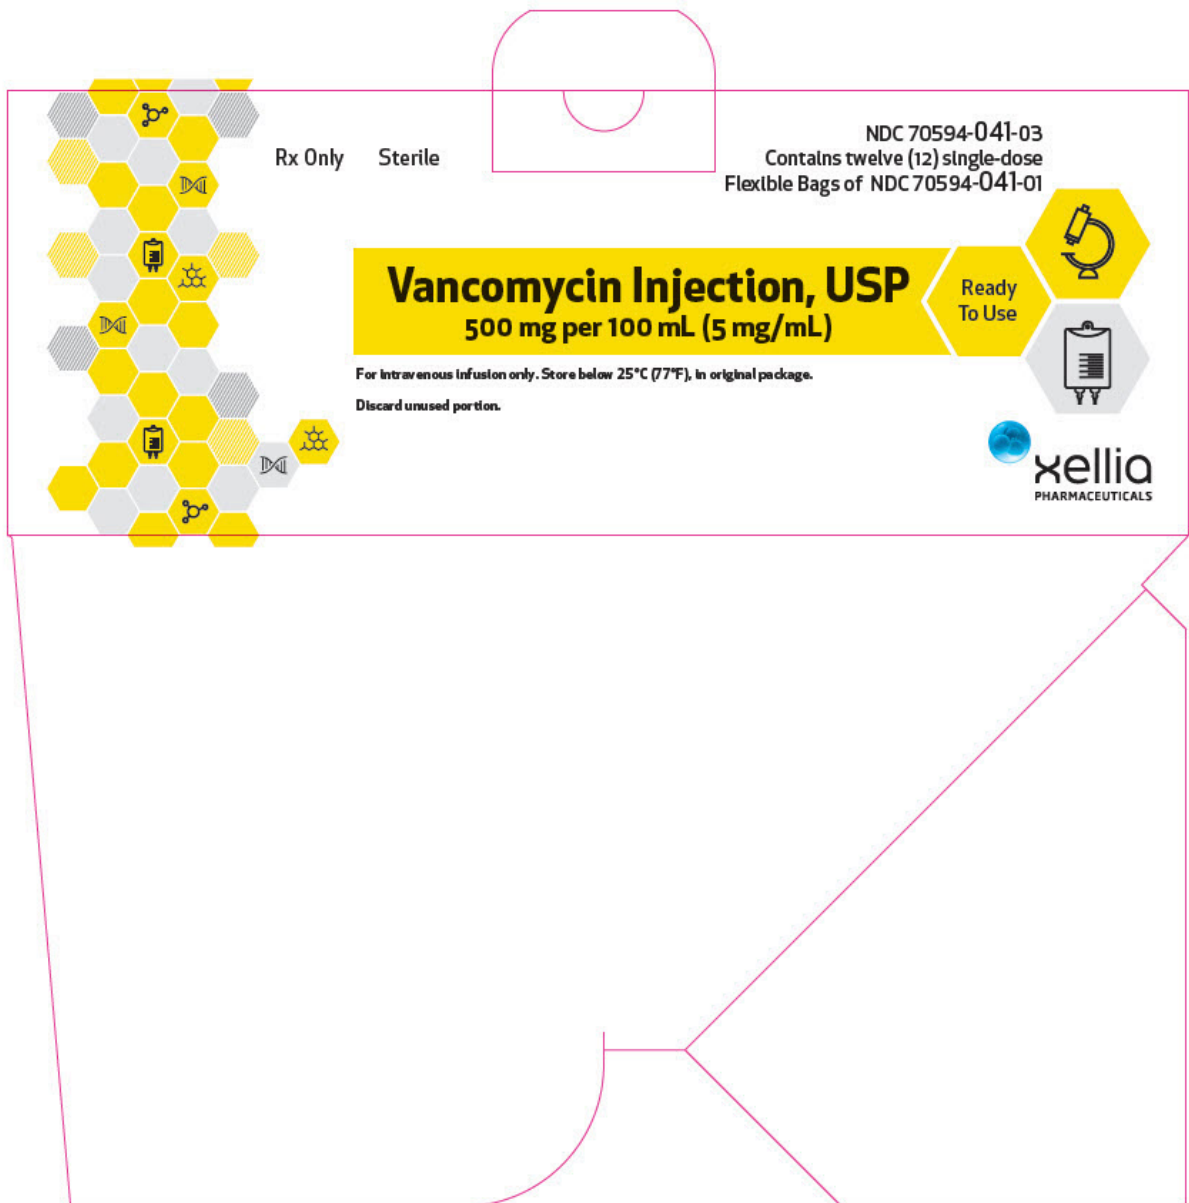 NDC 70594-041-03
Rx Only Sterile
Contains twelve (12) single-dose
Flexible Bags of NDC 70594-041-01
Vancomycin Injection, USP
500 mg per 100 mL (5 mg/mL)
Ready
To Use
For intravenous infusion only. Store below 25°C (77°F), in original package.
Discard unused portion.
xellia
PHARMACEUTICALS